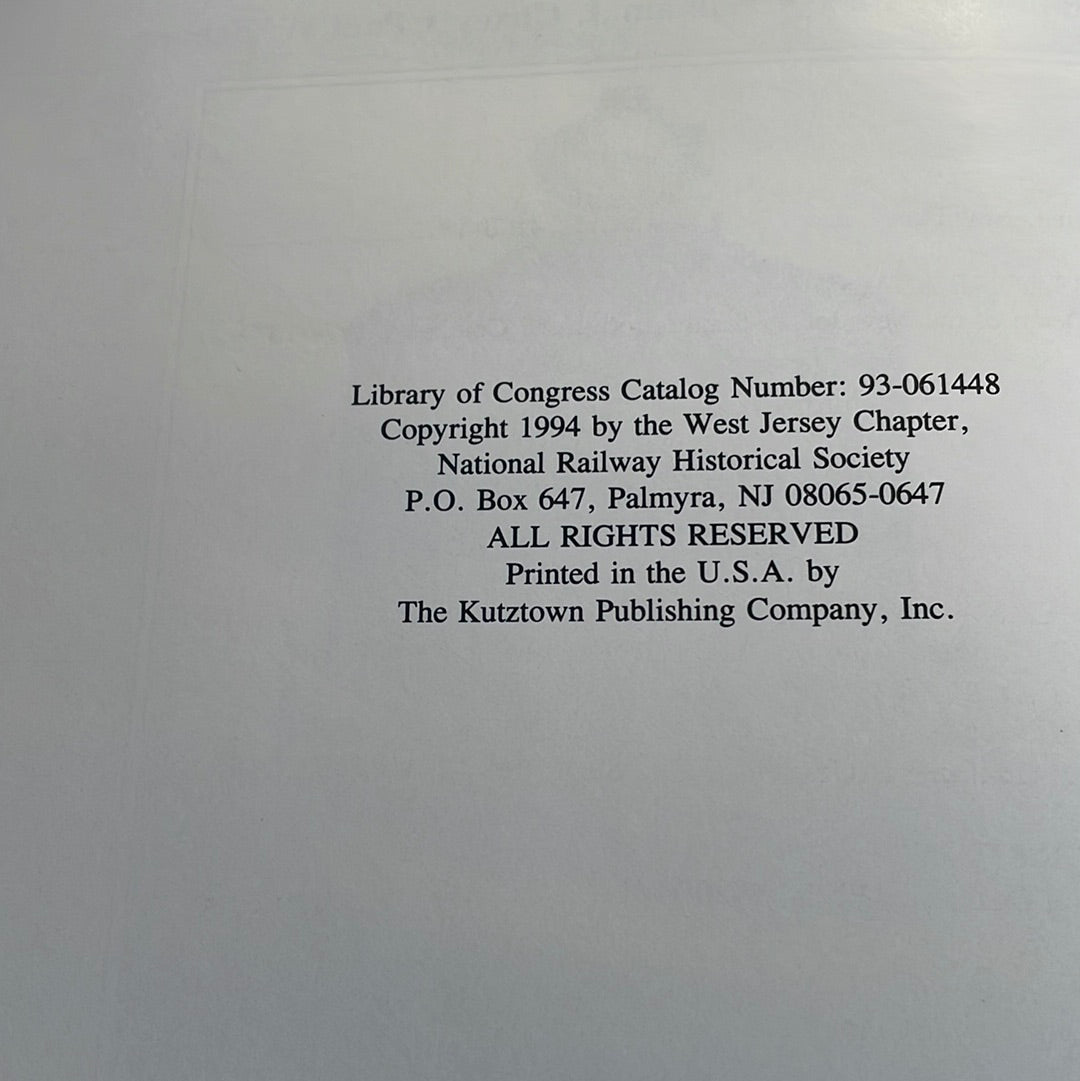 Library of Congress Catalog Number: 93-061448
Copyright 1994 by the West Jersey Chapter,
National Railway Historical Society
P.O. Box 647, Palmyra, NJ 08065-0647
ALL RIGHTS RESERVED
Printed in the U.S.A. by
The Kutztown Publishing Company, Inc.